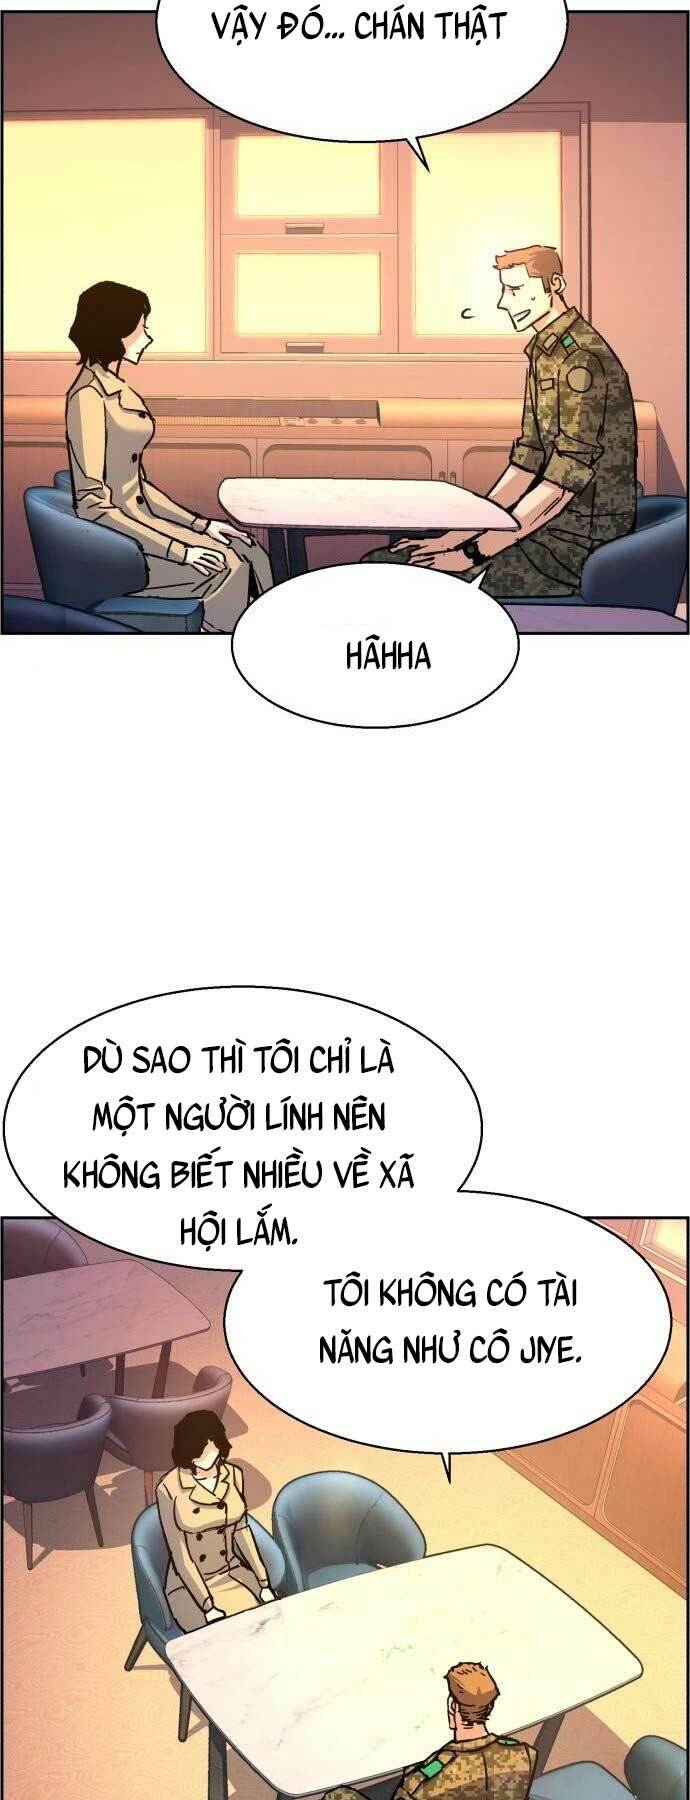 VẬY ĐÓ... CHÁN THẬT
HÂHHA
DÙ SAO THÌ TÔI CHỈ LÀ
MỘT NGƯỜI LÍNH NÊN
KHÔNG BIẾT NHIỀU VỀ XÃ
HỘI LẮM.
TÔI KHÔNG CÓ TÀI
NĂNG NHƯ CÔ JIYE.